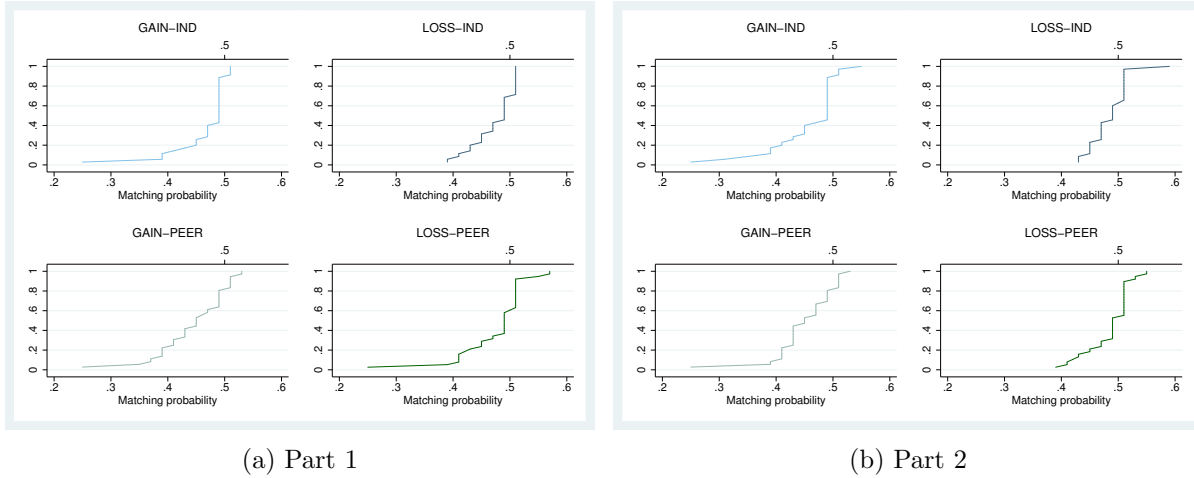 GAIN−IND
.5
0 .2 .4 .6 .8 1
.2 .3 .4 .5 .6
Matching probability
LOSS−IND
.5
0 .2 .4 .6 .8 1
.2 .3 .4 .5 .6
Matching probability
GAIN−PEER
.5
0 .2 .4 .6 .8 1
.2 .3 .4 .5 .6
Matching probability
LOSS−PEER
.5
0 .2 .4 .6 .8 1
.2 .3 .4 .5 .6
Matching probability
(a) Part 1
GAIN−IND
.5
0 .2 .4 .6 .8 1
.2 .3 .4 .5 .6
Matching probability
LOSS−IND
.5
0 .2 .4 .6 .8 1
.2 .3 .4 .5 .6
Matching probability
GAIN−PEER
.5
0 .2 .4 .6 .8 1
.2 .3 .4 .5 .6
Matching probability
LOSS−PEER
.5
0 .2 .4 .6 .8 1
.2 .3 .4 .5 .6
Matching probability
(b) Part 2